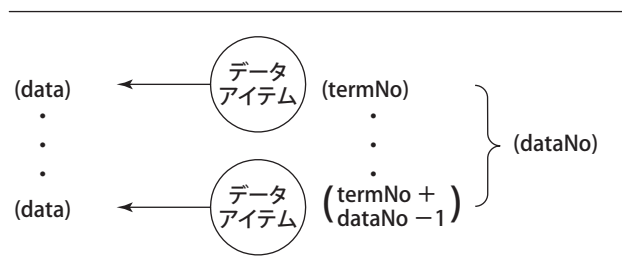 (data)
データ
アイテム
(termNo)
(dataNo)
(data)
データ
アイテム
(termNo +
dataNo −1)